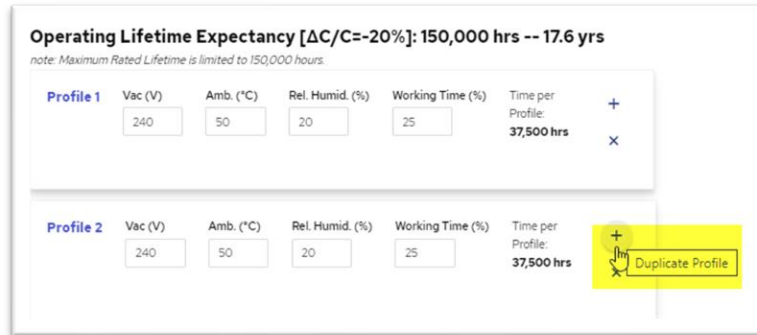 Operating Lifetime Expectancy [ΔC/C=-20%]: 150,000 hrs -- 17.6 yrs
note: Maximum Rated Lifetime is limited to 150,000 hours.
Profile 1 Vac (V) Amb. (°C) Rel. Humid. (%) Working Time (%) Time per
Profile:
240 50 20 25
37,500 hrs
+
×
Profile 2 Vac (V) Amb. (°C) Rel. Humid. (%) Working Time (%) Time per
Profile:
240 50 20 25
37,500 hrs
+
Duplicate Profile
×